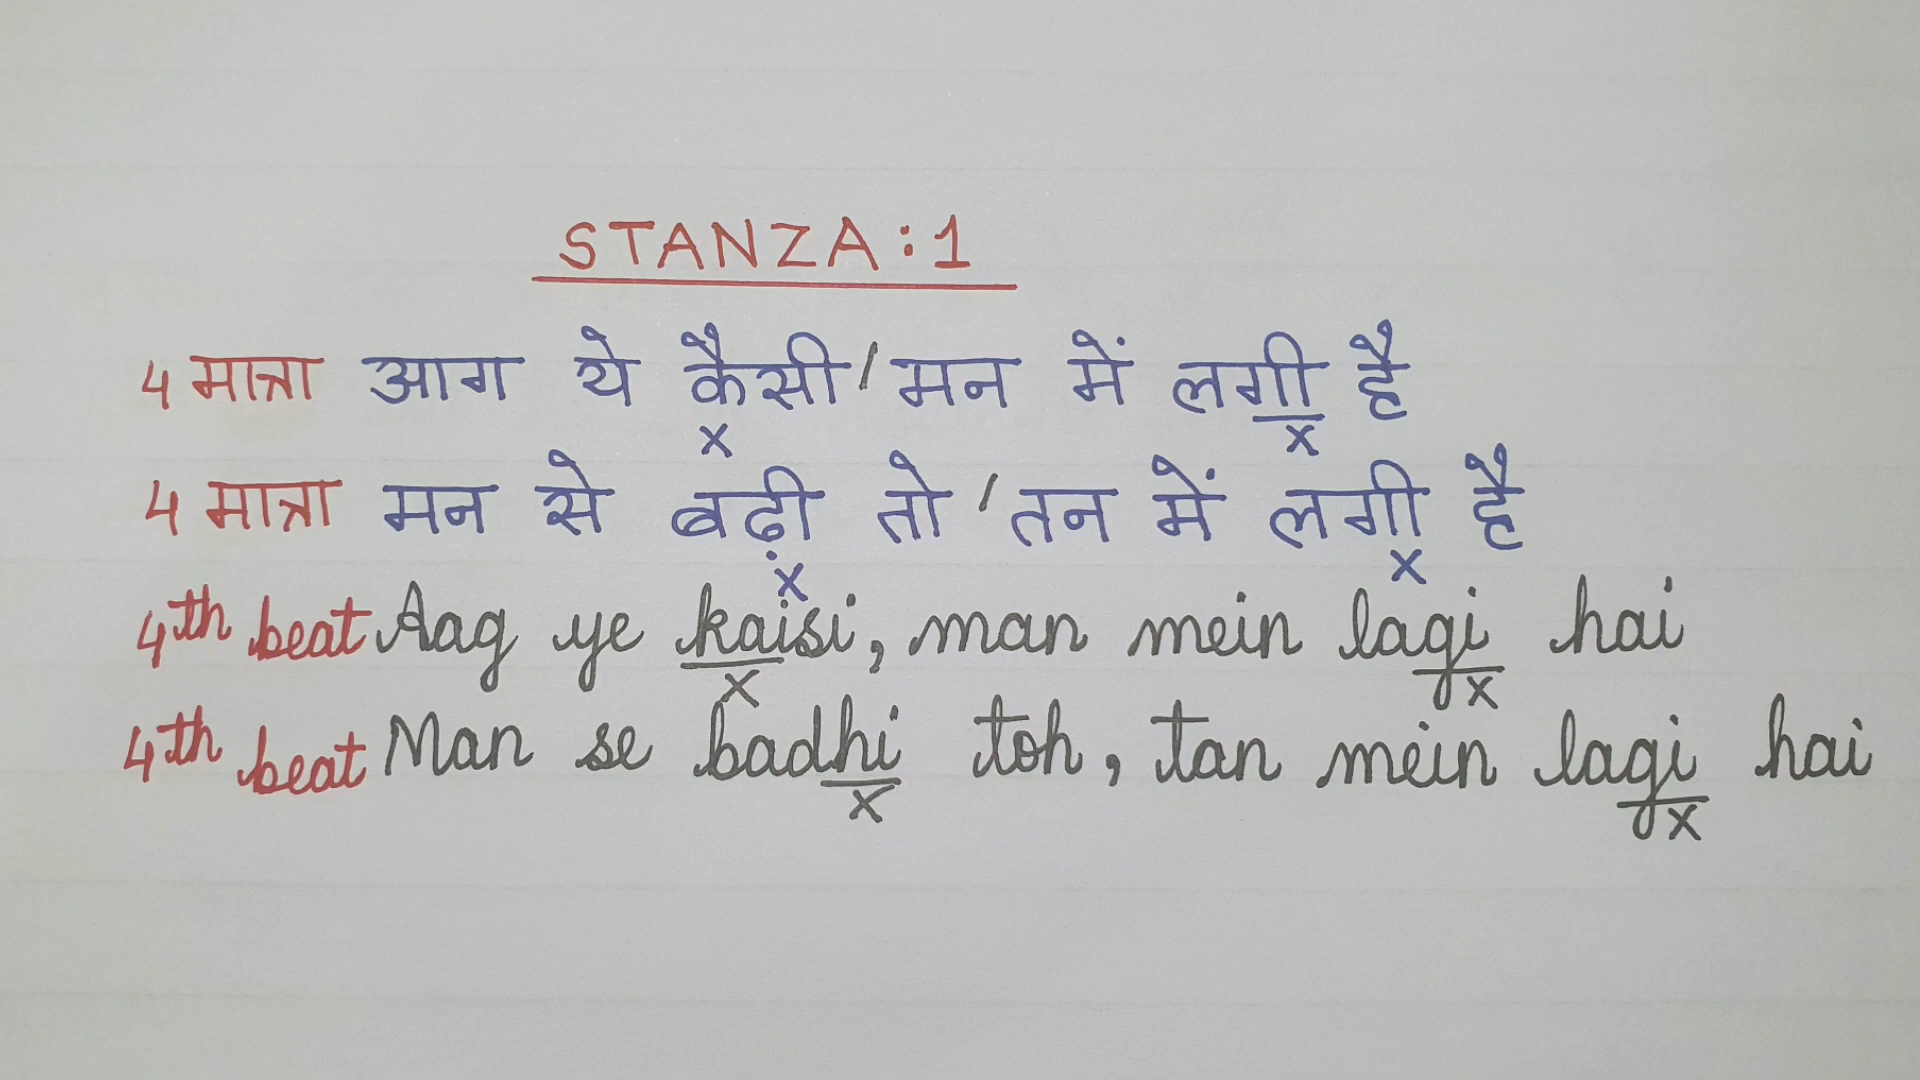 STANZA:1
4 मात्रा आग ये कैसी / मन में लगी है
x x
4 मात्रा मन से बढ़ी तो / तन में लगी है
x x
4th beat Aag ye kaisi, man mein lagi hai
x x
4th beat Man se badhi toh, tan mein lagi hai
x x